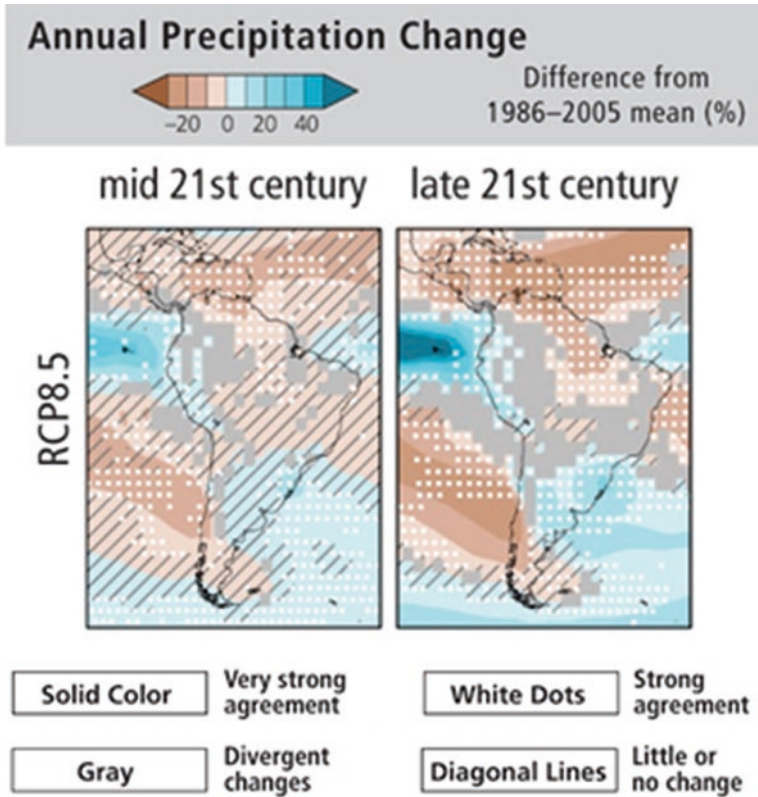 Annual Precipitation Change
Difference from
1986–2005 mean (%)
–20 0 20 40
mid 21st century
late 21st century
RCP8.5
Solid Color
Very strong
agreement
White Dots
Strong
agreement
Gray
Divergent
changes
Diagonal Lines
Little or
no change